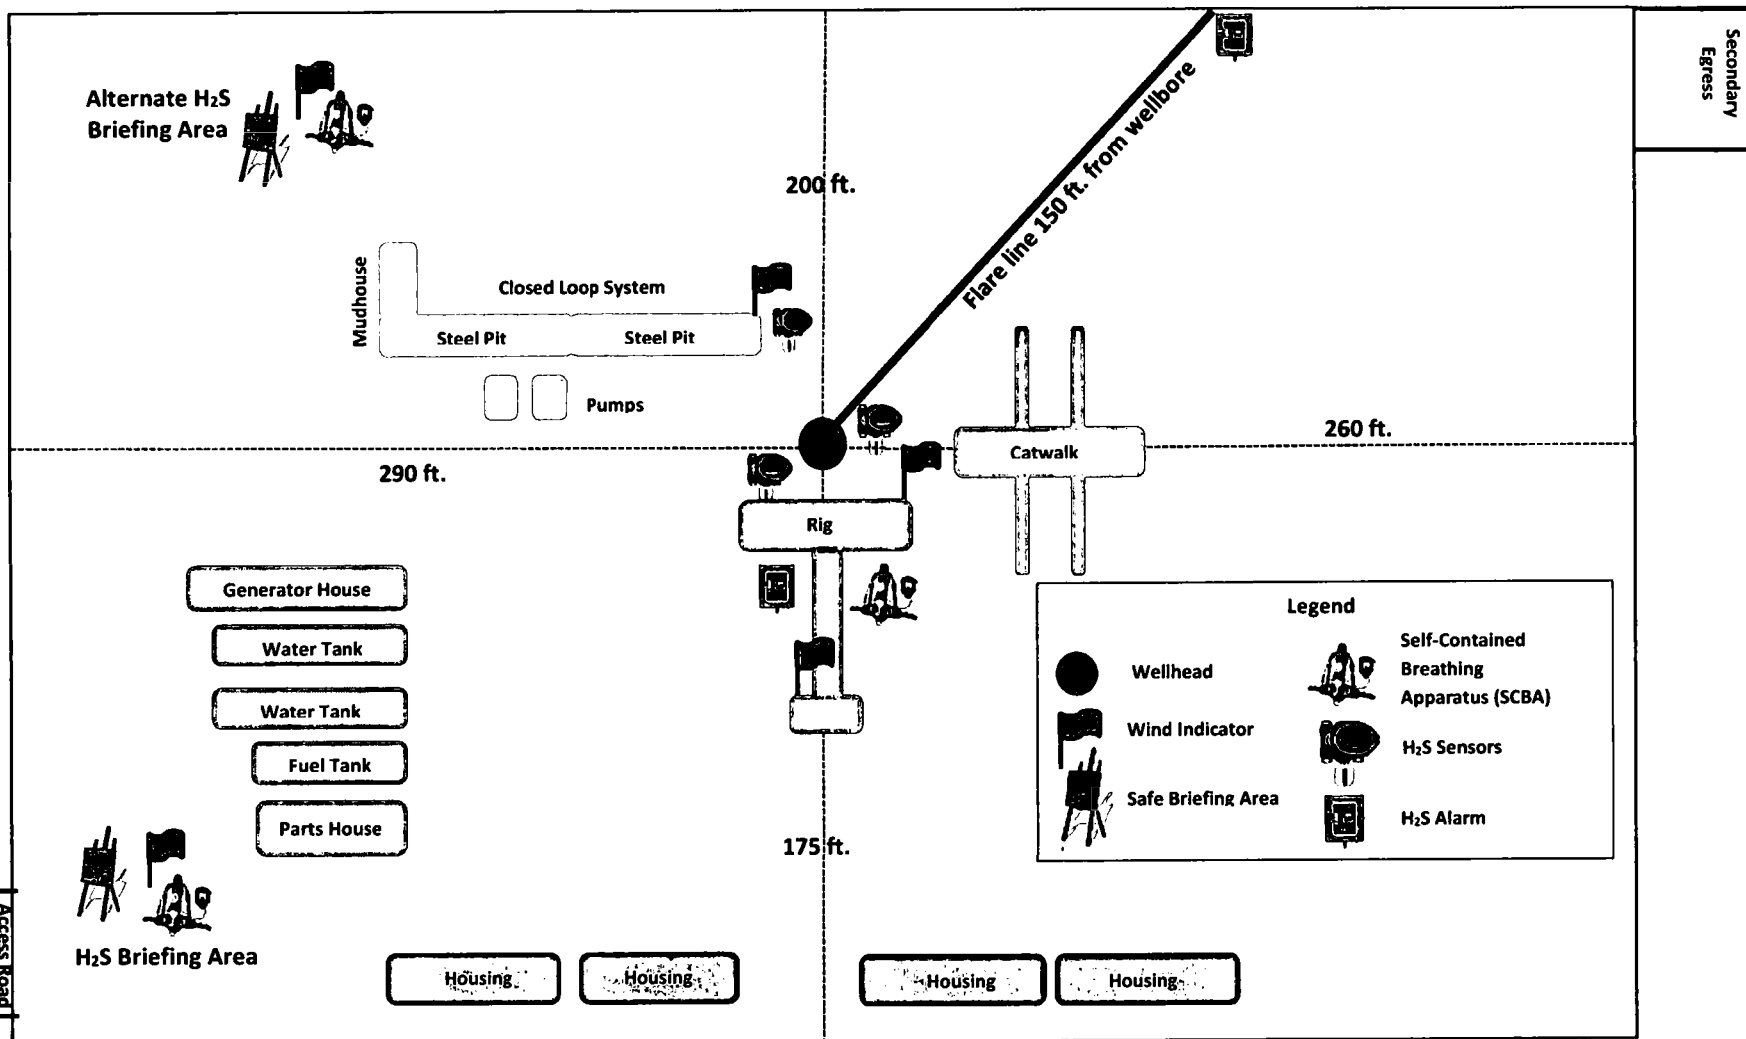 Secondary
Egress
Alternate H₂S
Briefing Area
200 ft.
Flare line 150 ft. from wellbore
Mudhouse
Closed Loop System
Steel Pit
Steel Pit
Pumps
260 ft.
Catwalk
290 ft.
Rig
Generator House
Water Tank
Water Tank
Fuel Tank
Parts House
Legend
Wellhead
Wind Indicator
Safe Briefing Area
Self-Contained
Breathing
Apparatus (SCBA)
H₂S Sensors
H₂S Alarm
175 ft.
Access Road
H₂S Briefing Area
Housing
Housing
Housing
Housing